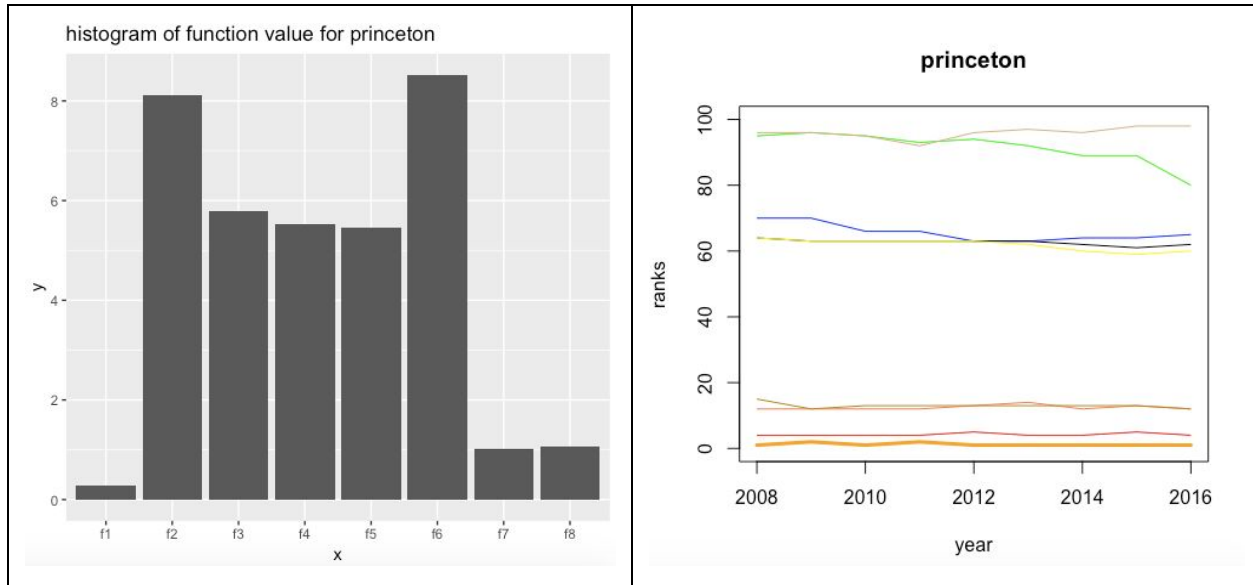 histogram of function value for princeton
8
6
4
2
0
y
f1 f2 f3 f4 f5 f6 f7 f8
x
princeton
100
80
60
40
20
0
ranks
2008 2010 2012 2014 2016
year